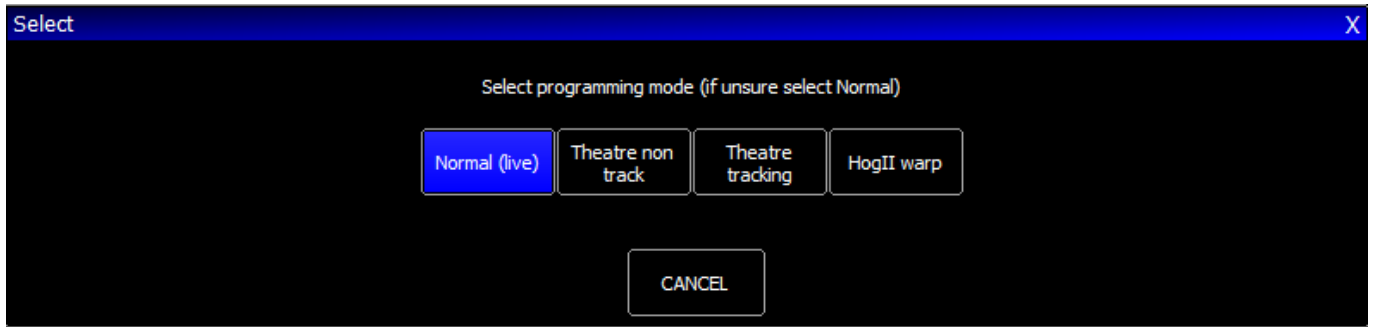 Select X
Select programming mode (if unsure select Normal)
Normal (live)
Theatre non
track
Theatre
tracking
HogII warp
CANCEL